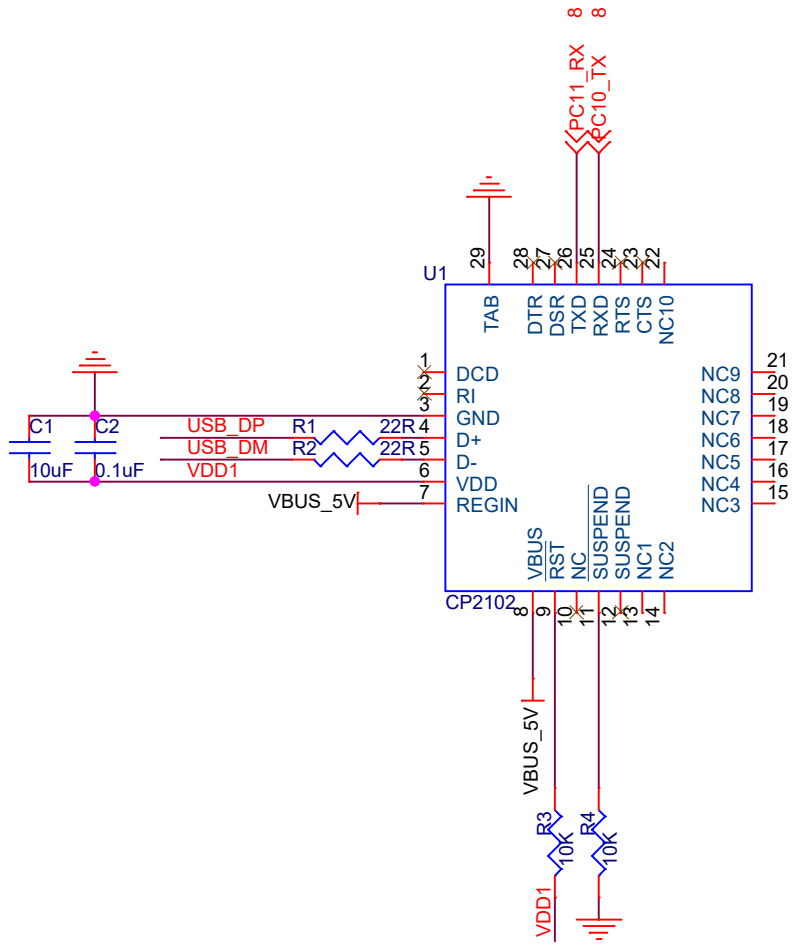 8
8
PC11_RX
PC10_TX
29
28
27
26
25
24
23
22
U1
TAB
DTR
DSR
TXD
RXD
RTS
CTS
NC10
1
DCD
NC9
21
2
RI
NC8
20
3
GND
NC7
19
C1
C2
USB_DP
R1
22R
4
D+
NC6
18
USB_DM
R2
22R
5
D-
NC5
17
10uF
0.1uF
VDD1
6
VDD
NC4
16
VBUS_5V
7
REGIN
NC3
15
VBUS
RST
NC
SUSPEND
SUSPEND
NC1
NC2
CP2102
8
9
10
11
12
13
14
VBUS_5V
R3
10K
R4
10K
VDD1